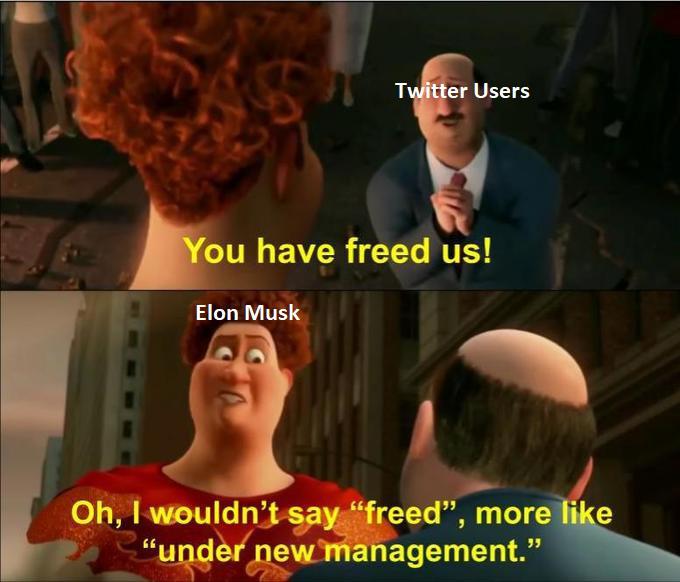 Twitter Users
You have freed us!
Elon Musk
Oh, I wouldn’t say “freed”, more like
“under new management.”